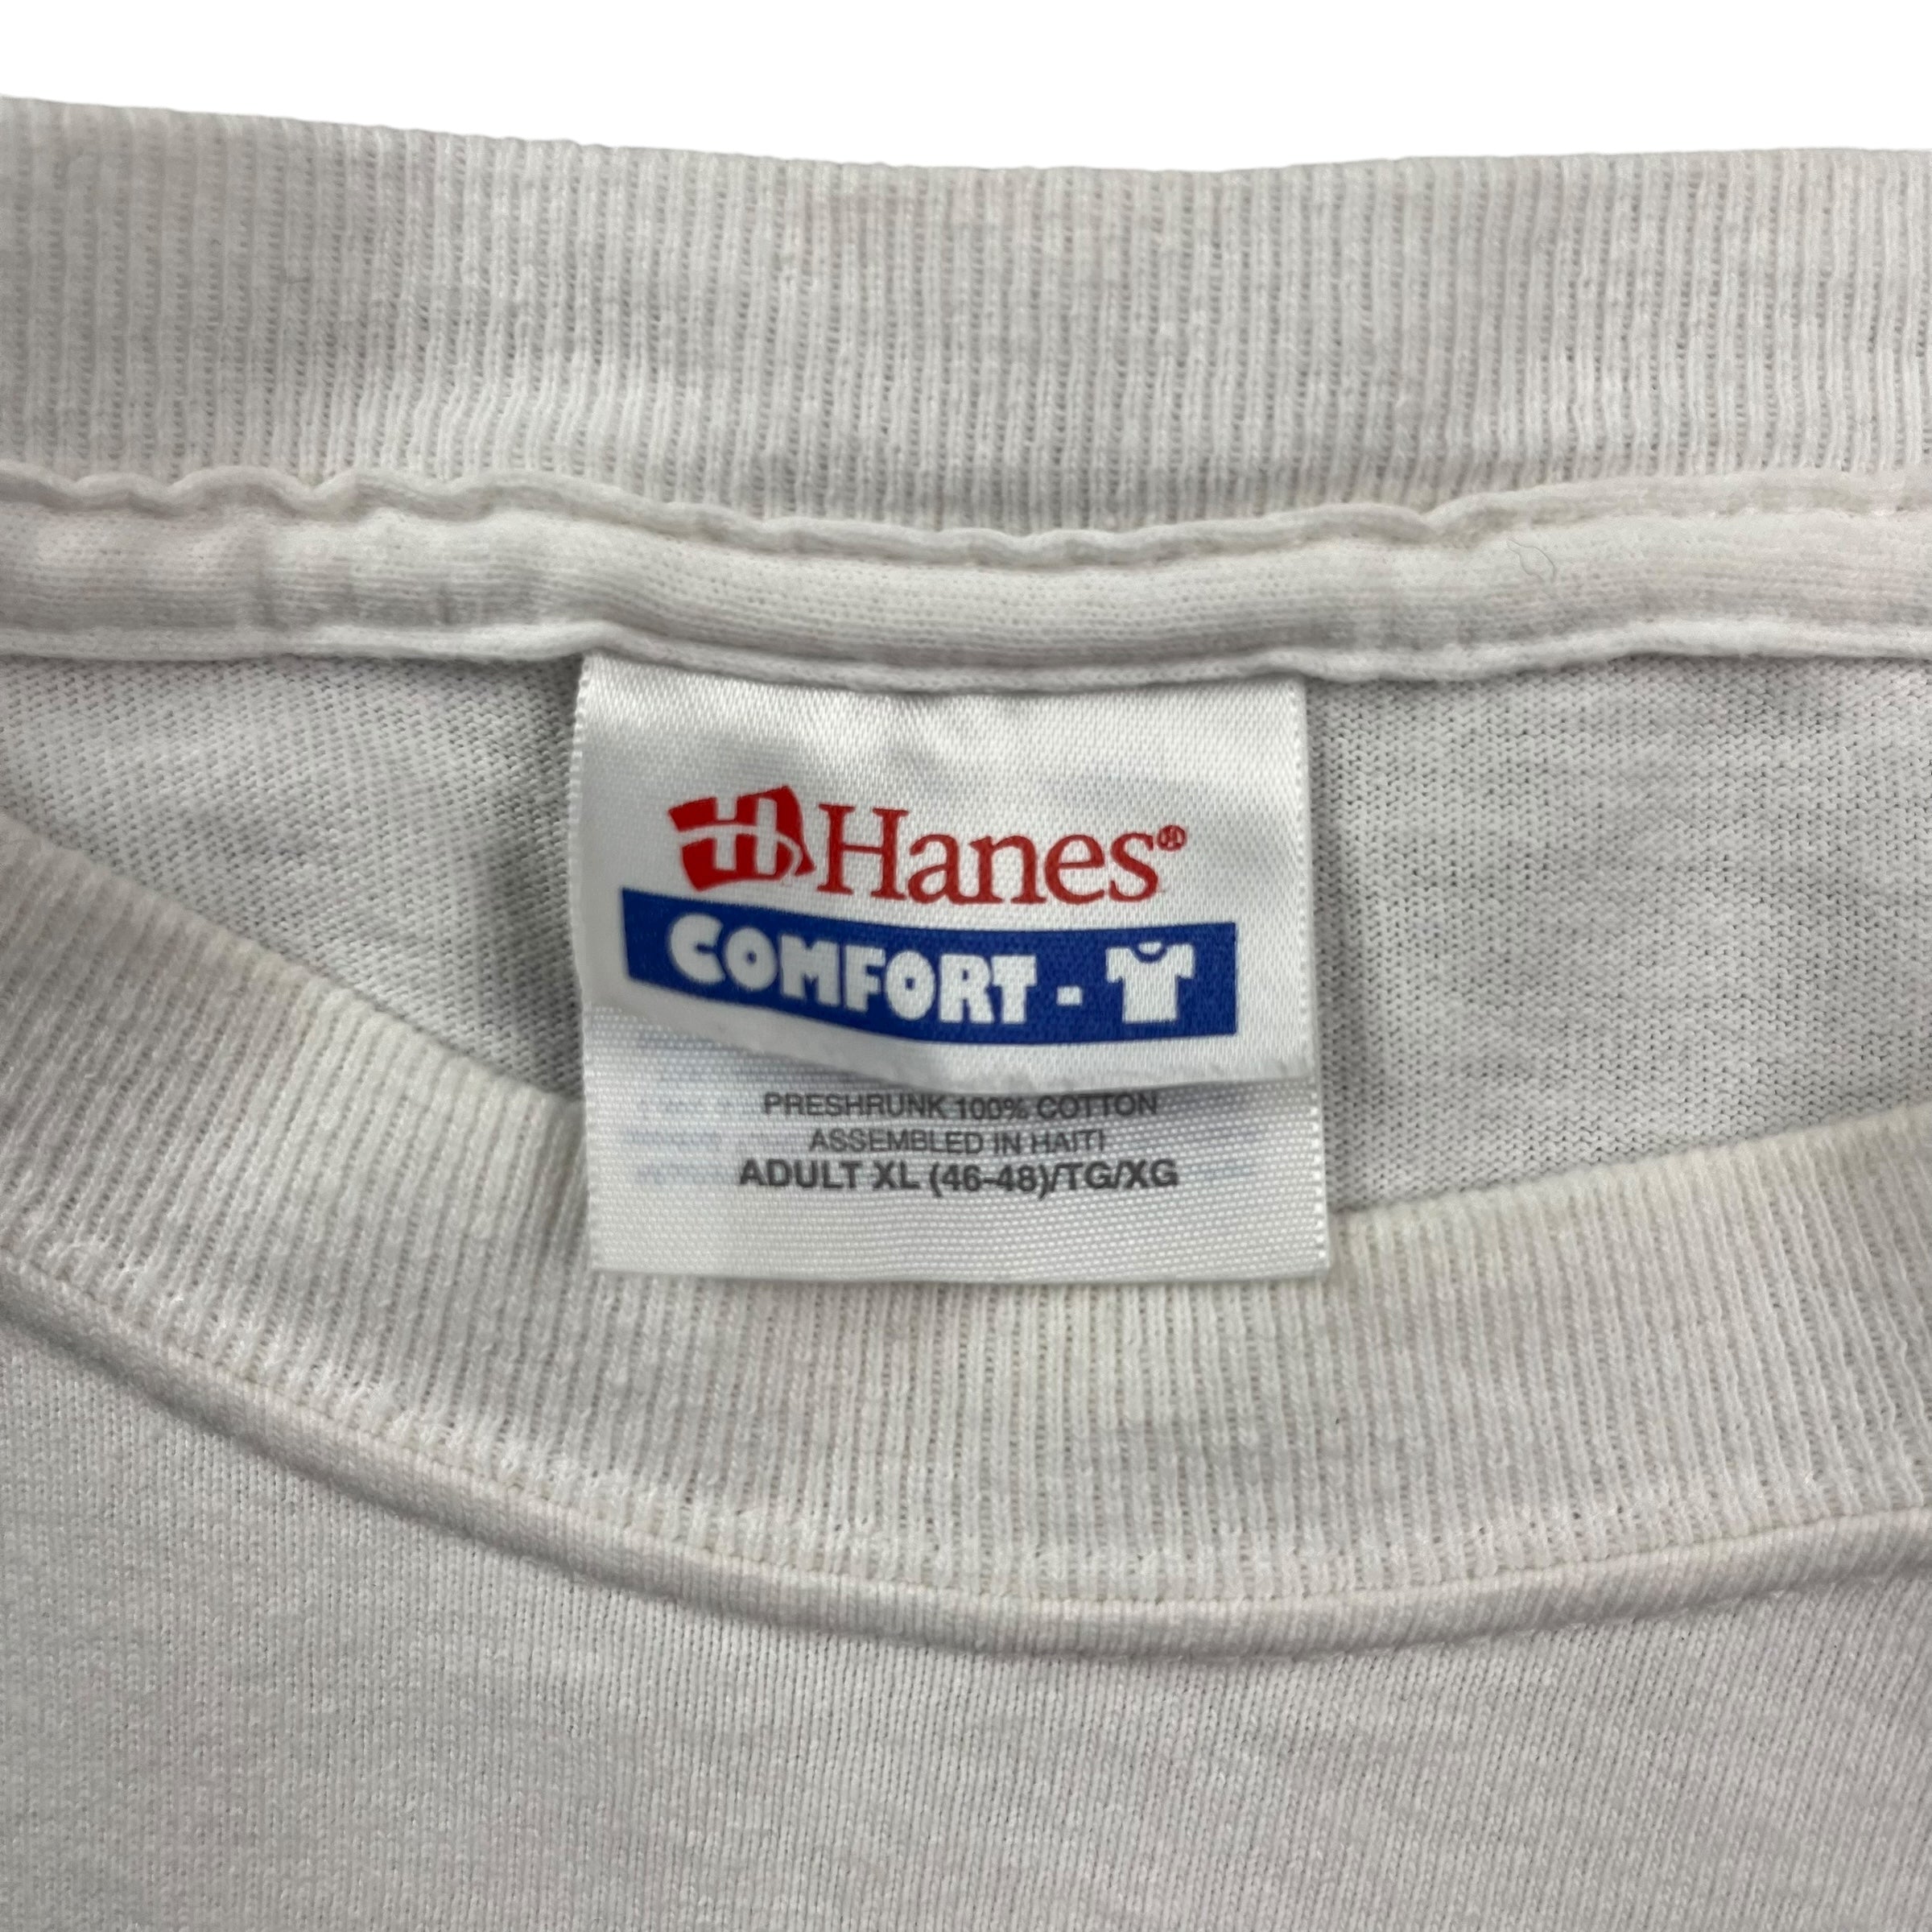 Hanes®
COMFORT-
PRESHRUNK 100% COTTON
ASSEMBLED IN HAITI
ADULT XL (46-48)/TG/XG